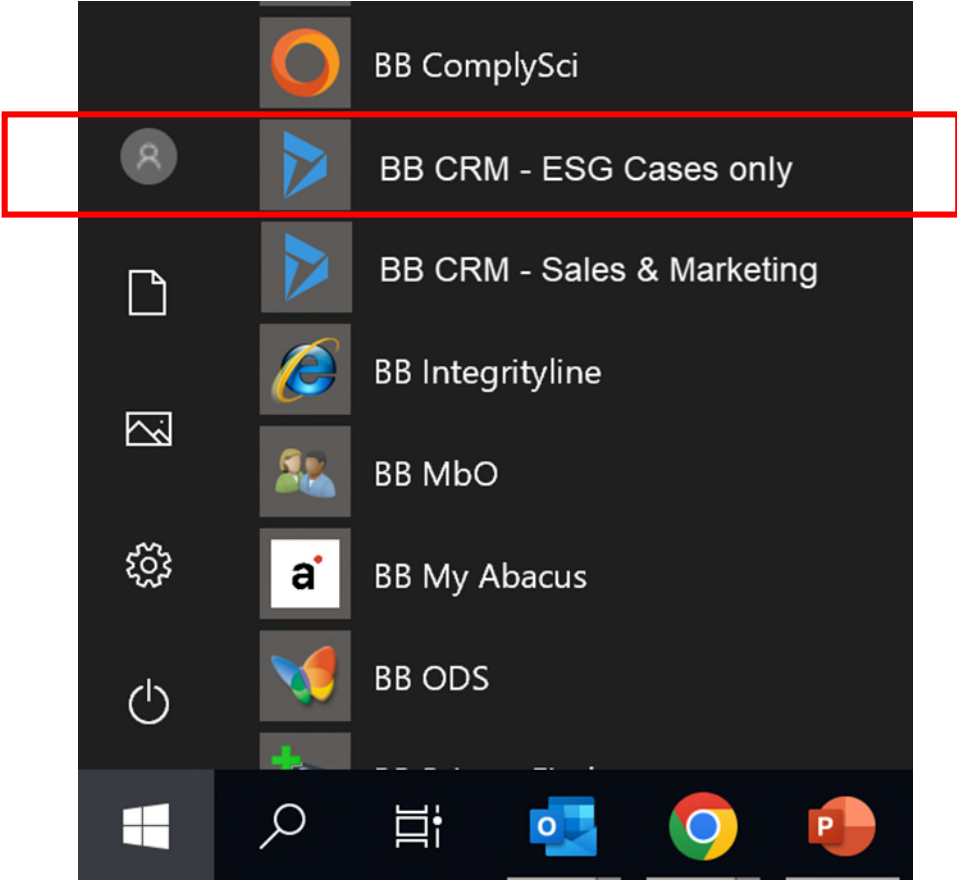 BB ComplySci
BB CRM - ESG Cases only
BB CRM - Sales & Marketing
BB Integrityline
BB MbO
a
BB My Abacus
BB ODS